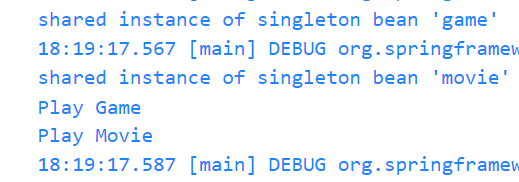 shared instance of singleton bean 'game'
18:19:17.567 [main] DEBUG org.springframew
shared instance of singleton bean 'movie'
Play Game
Play Movie
18:19:17.587 [main] DEBUG org.springframew